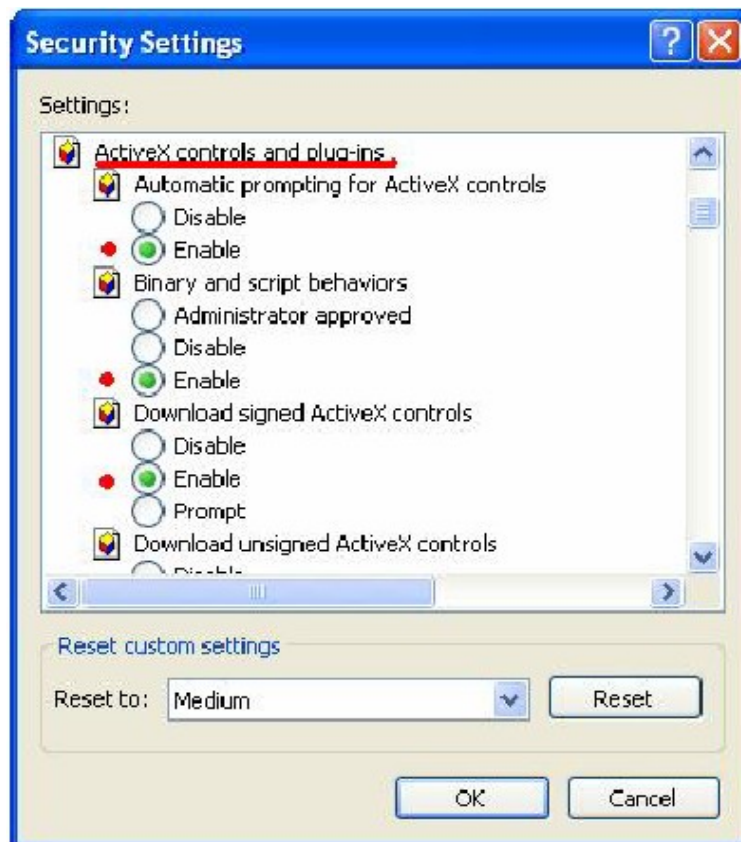 Security Settings
Settings:
ActiveX controls and plug-ins
Automatic prompting for ActiveX controls
Disable
Enable
Binary and script behaviors
Administrator approved
Disable
Enable
Download signed ActiveX controls
Disable
Enable
Prompt
Download unsigned ActiveX controls
Disable
Reset custom settings
Reset to: Medium Reset
OK Cancel